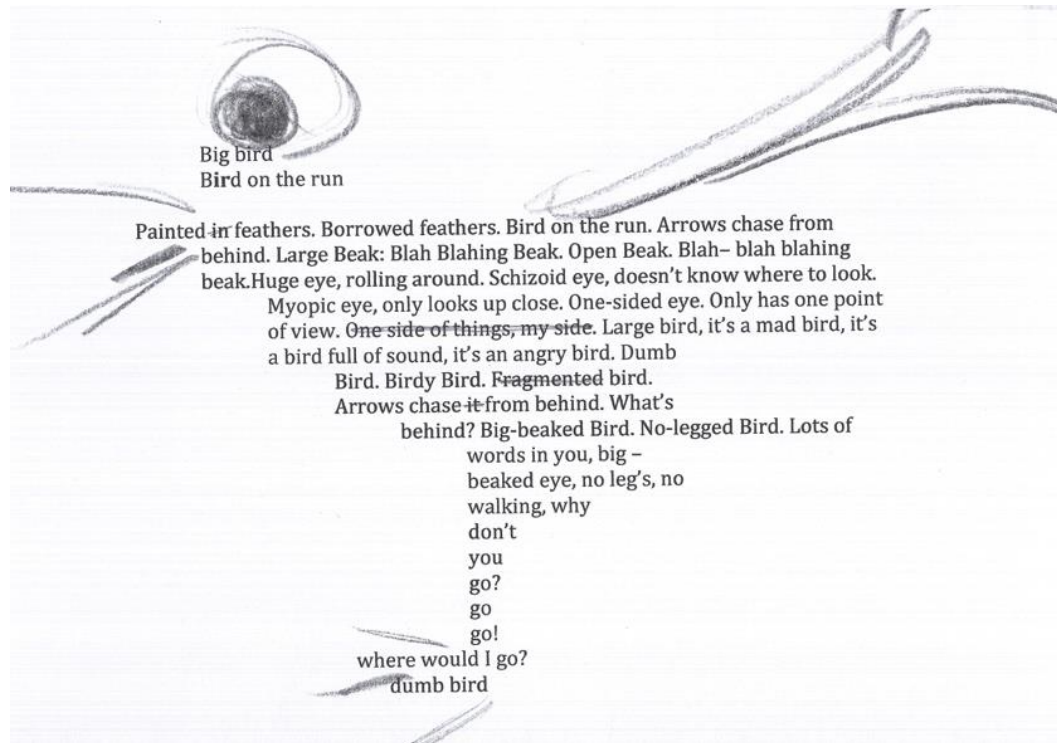 Big bird
Bird on the run
Painted in feathers. Borrowed feathers. Bird on the run. Arrows chase from
behind. Large Beak: Blah Blahing Beak. Open Beak. Blah– blah blahing
beak.Huge eye, rolling around. Schizoid eye, doesn’t know where to look.
Myopic eye, only looks up close. One-sided eye. Only has one point
of view. One side of things, my side. Large bird, it’s a mad bird, it’s
a bird full of sound, it’s an angry bird. Dumb
Bird. Birdy Bird. Fragmented bird.
Arrows chase it from behind. What’s
behind? Big-beaked Bird. No-legged Bird. Lots of
words in you, big –
beaked eye, no leg’s, no
walking, why
don’t
you
go?
go
go!
where would I go?
dumb bird